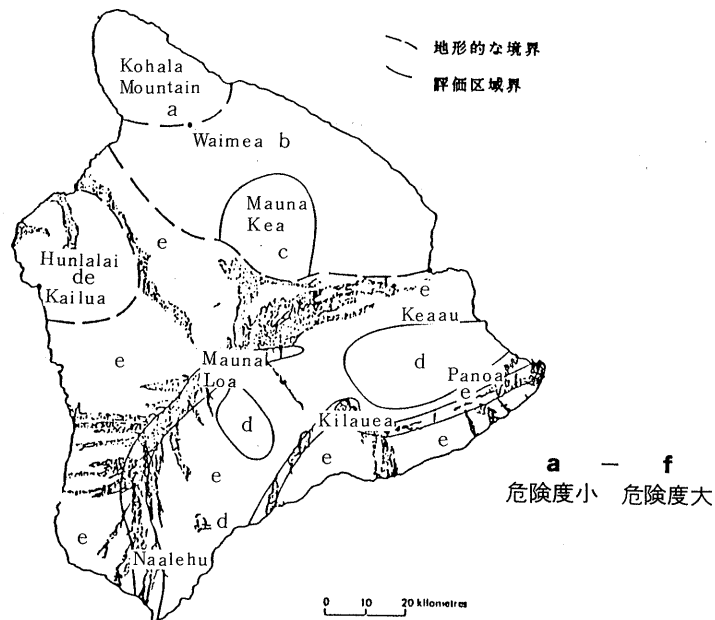 地形的な境界
評価区域界
Kohala
Mountain
a
Waimea b
Mauna
Kea
c
e
Hunlalai
de
Kailua
e
Keaau
e
Mauna
Loa
d
Panoa
e
d
Kilauea
e
e
e
d
e
Naalehu
a — f
危険度小 危険度大
0 10 20 kilometres